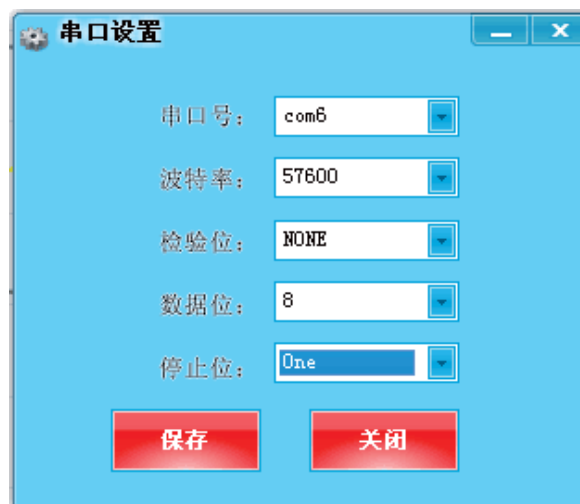 串口设置
串口号： com6
波特率： 57600
检验位： NONE
数据位： 8
停止位： One
保存 关闭